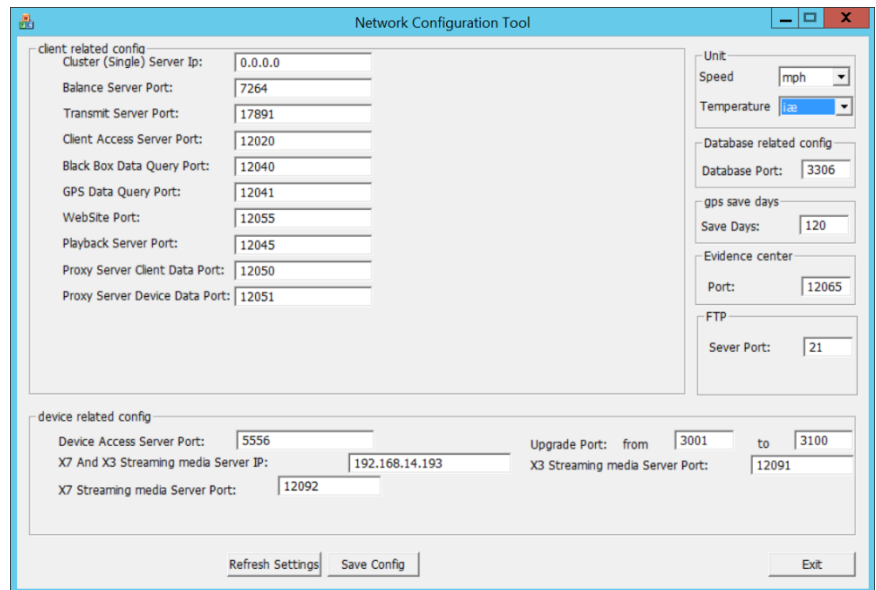 Network Configuration Tool
client related config
Cluster (Single) Server Ip: 0.0.0.0
Balance Server Port: 7264
Transmit Server Port: 17891
Client Access Server Port: 12020
Black Box Data Query Port: 12040
GPS Data Query Port: 12041
WebSite Port: 12055
Playback Server Port: 12045
Proxy Server Client Data Port: 12050
Proxy Server Device Data Port: 12051
Unit
Speed mph
Temperature iæ
Database related config
Database Port: 3306
gps save days
Save Days: 120
Evidence center
Port: 12065
FTP
Sever Port: 21
device related config
Device Access Server Port: 5556
Upgrade Port: from 3001 to 3100
X7 And X3 Streaming media Server IP: 192.168.14.193
X3 Streaming media Server Port: 12091
X7 Streaming media Server Port: 12092
Refresh Settings Save Config Exit